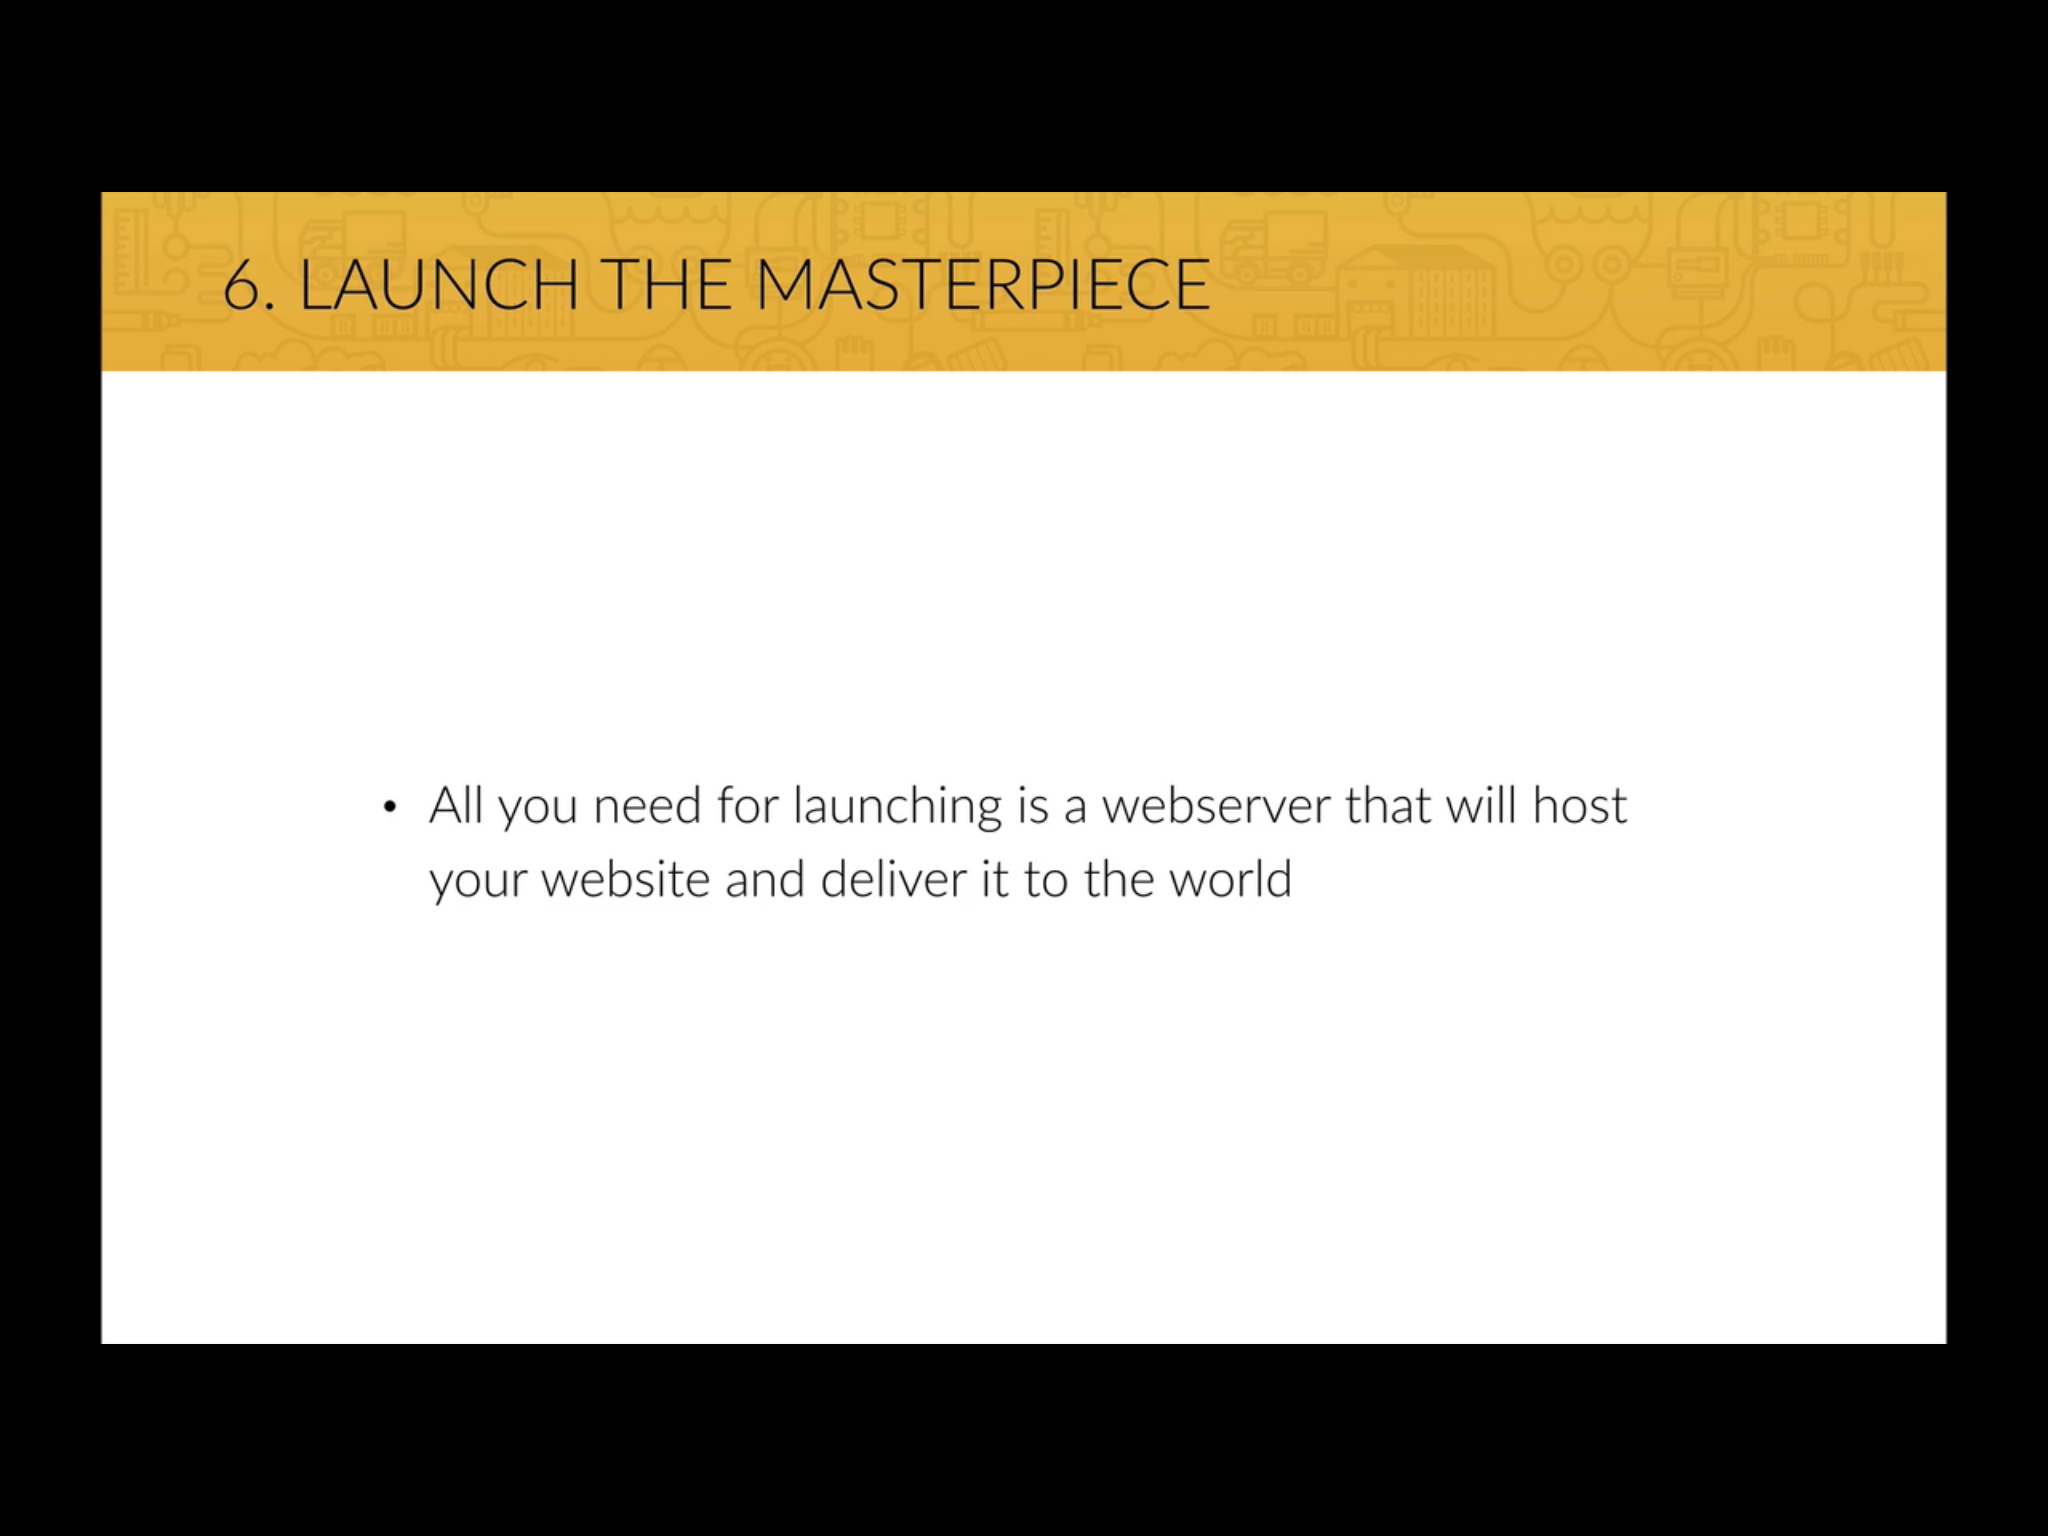 6. LAUNCH THE MASTERPIECE
• All you need for launching is a webserver that will host
your website and deliver it to the world